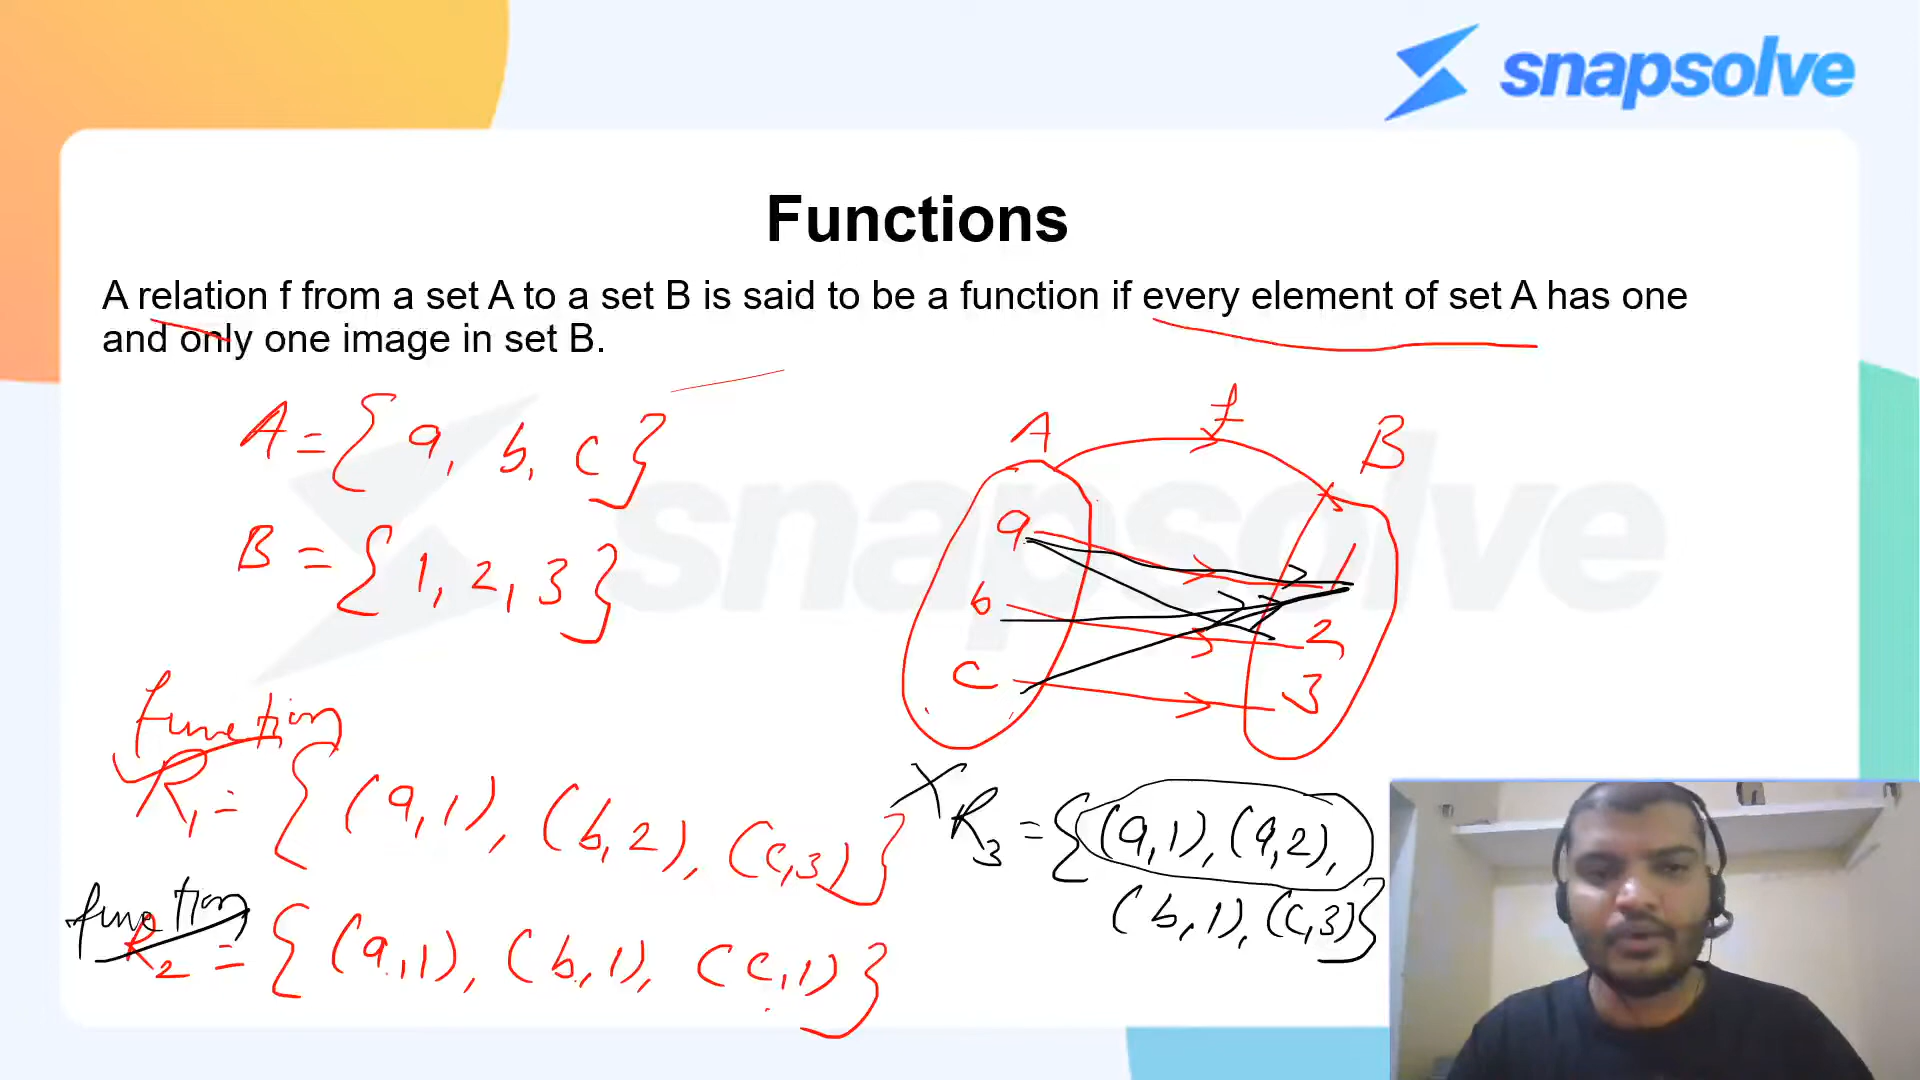 snapsolve
Functions
A relation f from a set A to a set B is said to be a function if every element of set A has one
and only one image in set B.
A = { a, b, c }
B = { 1, 2, 3 }
A f B
a 1
b 2
c 3
function
R₁ = { (a,1), (b,2), (c,3) }
function
R₂ = { (a,1), (b,1), (c,1) }
X R₃ = { (a,1), (a,2),
(b,1), (c,3) }
snapsolve